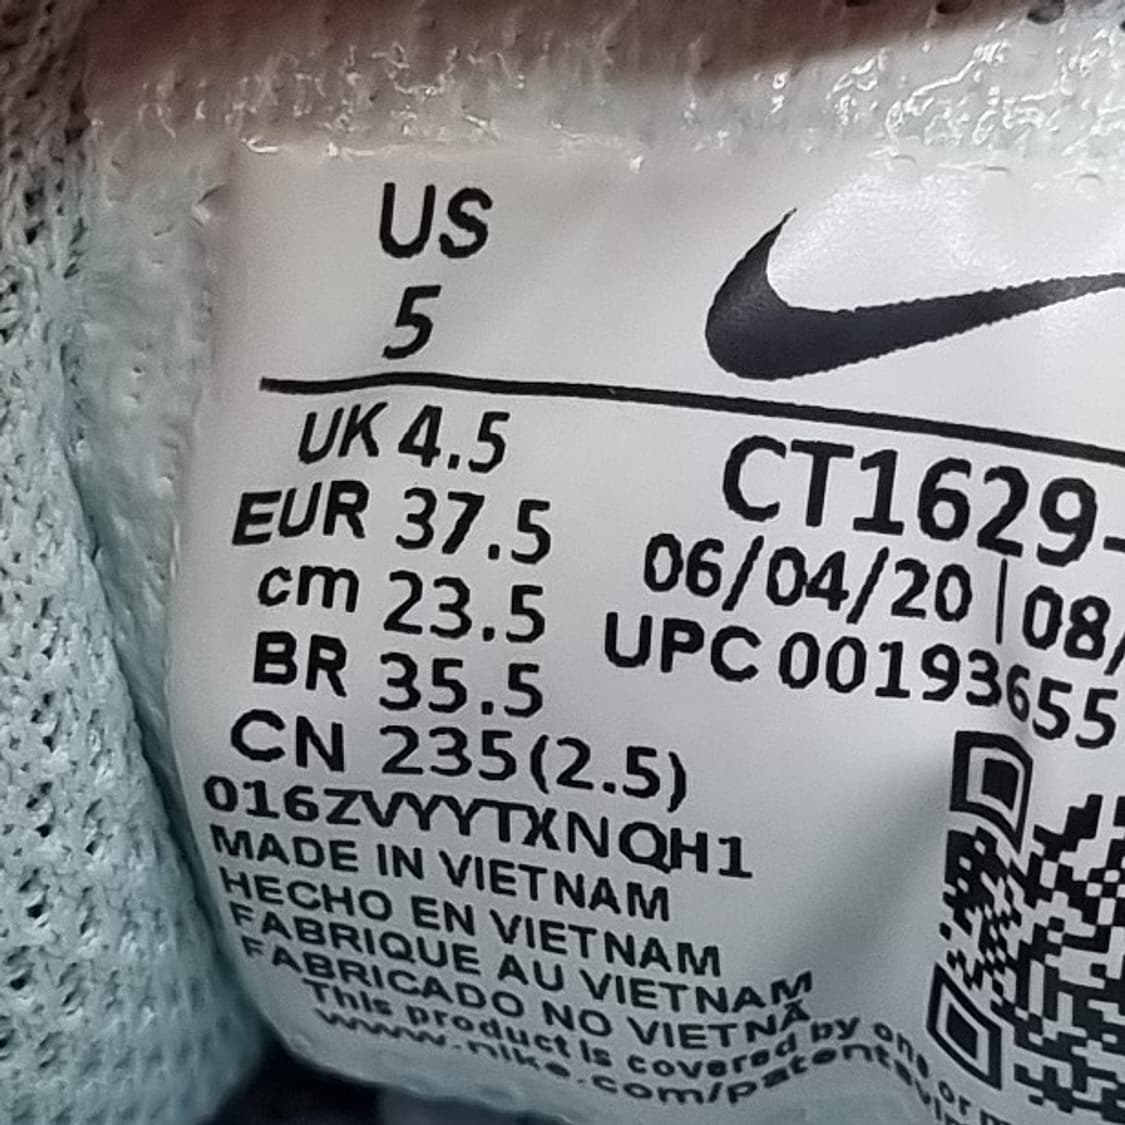 US
5
UK 4.5
EUR 37.5
cm 23.5
BR 35.5
CN 235(2.5)
016ZVYYTXNQH1
MADE IN VIETNAM
HECHO EN VIETNAM
FABRIQUE AU VIETNAM
FABRICADO NO VIETNÃ
This product is covered by one or
www.nike.com/patents
CT1629-
06/04/20 | 08/
UPC 00193655